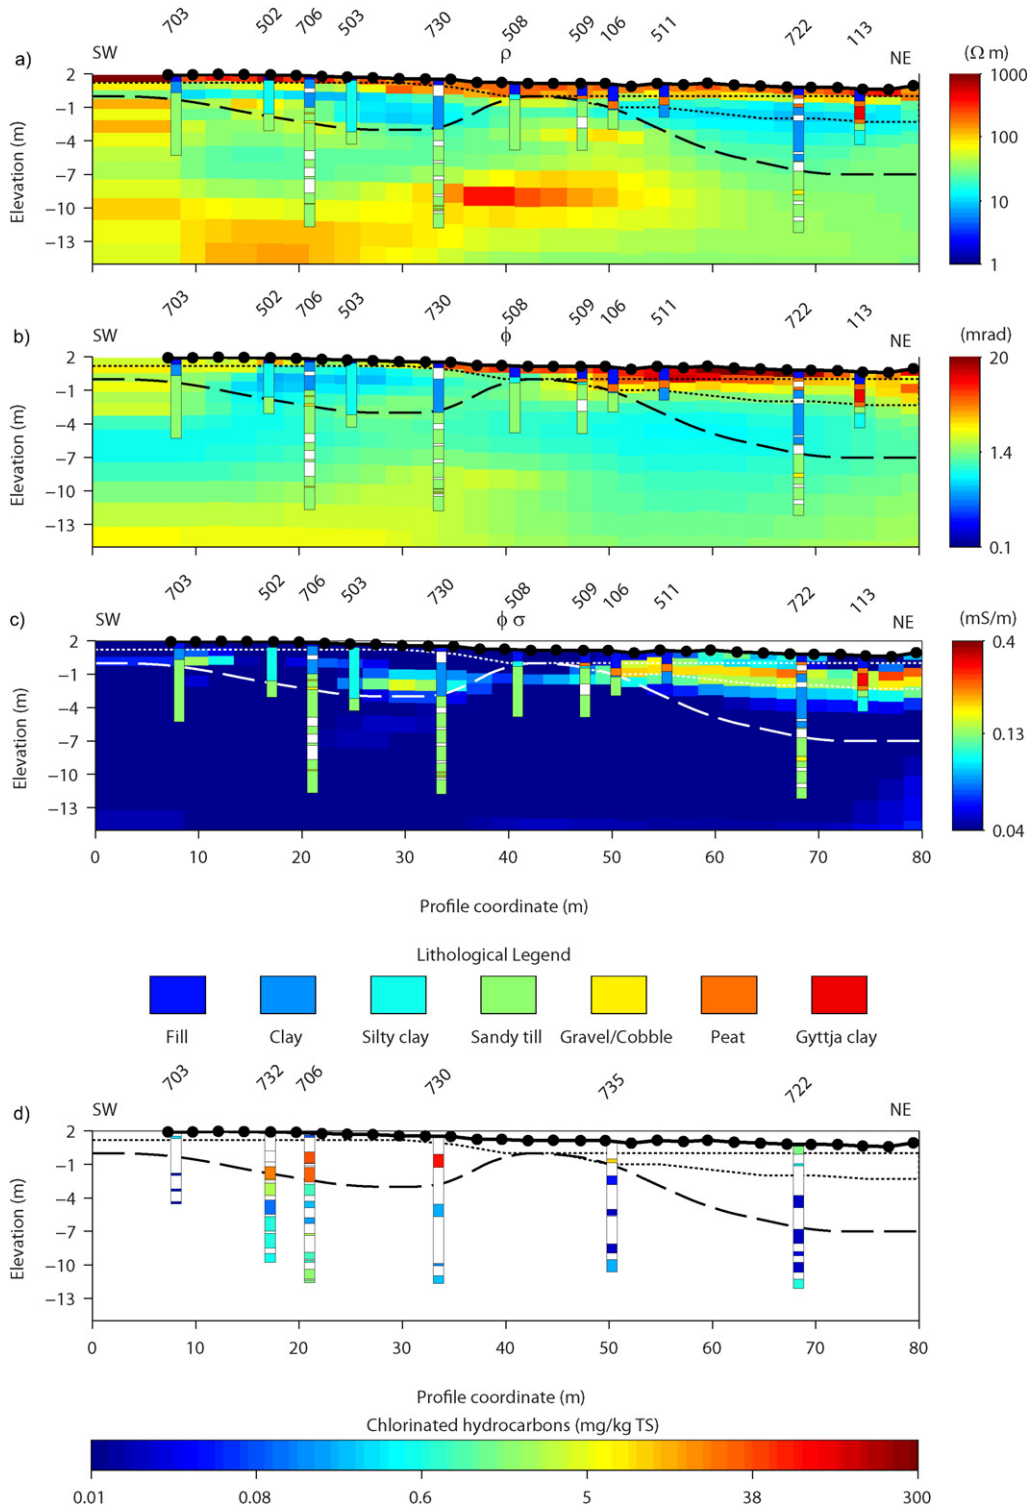 703 502 706 503 730 508 509 106 511 722 113
a) SW ρ NE (Ω m)
2 1000
−1
−4 100
−7
−10 10
−13
1
Elevation (m)
703 502 706 503 730 508 509 106 511 722 113
b) SW ϕ NE (mrad)
2 20
−1
−4 1.4
−7
−10
−13 0.1
Elevation (m)
703 502 706 503 730 508 509 106 511 722 113
c) SW ϕ σ NE (mS/m)
2 0.4
−1
−4
−7 0.13
−10
−13
0.04
Elevation (m)
0 10 20 30 40 50 60 70 80
Profile coordinate (m)
Lithological Legend
Fill Clay Silty clay Sandy till Gravel/Cobble Peat Gyttja clay
703 732 706 730 735 722
d) SW NE
2
−1
−4
−7
−10
−13
Elevation (m)
0 10 20 30 40 50 60 70 80
Profile coordinate (m)
Chlorinated hydrocarbons (mg/kg TS)
0.01 0.08 0.6 5 38 300